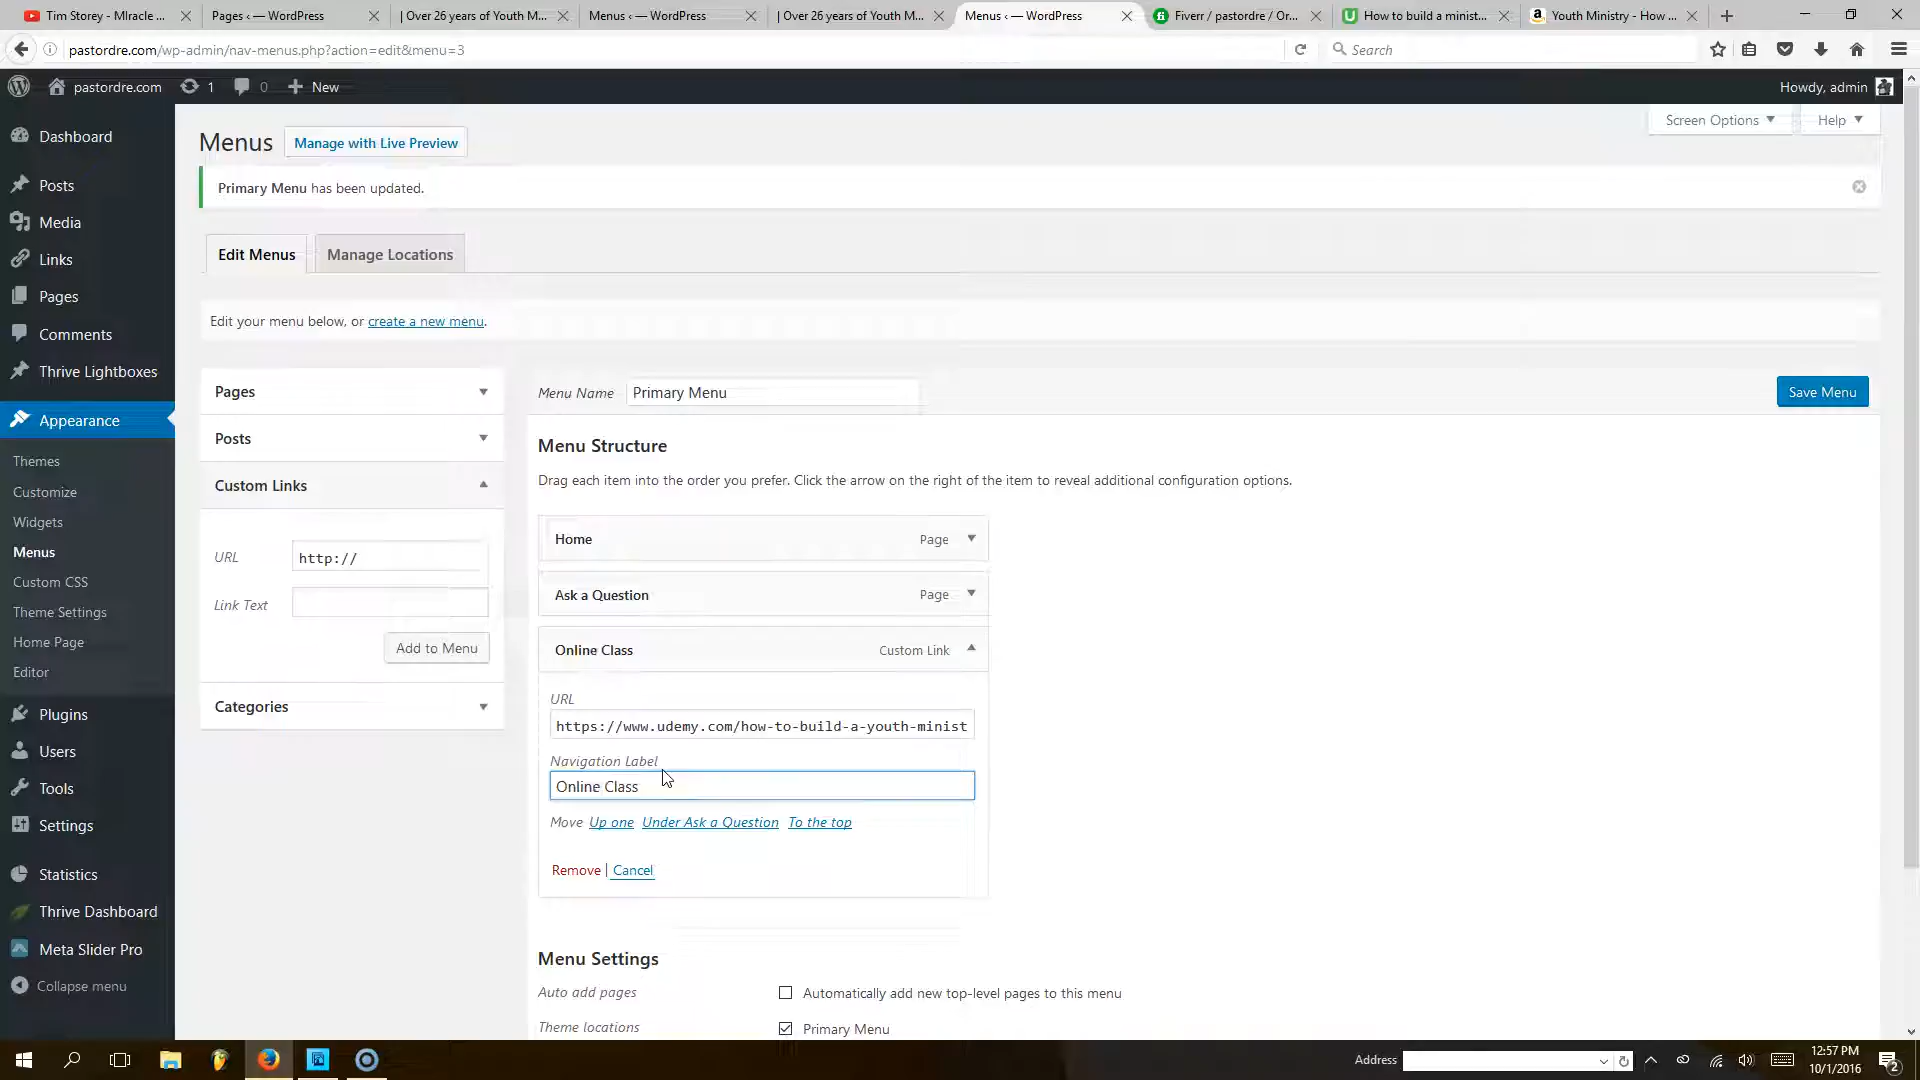 Tim Storey - MIracle ...
Pages ‹ — WordPress
| Over 26 years of Youth M...
Menus ‹ — WordPress
| Over 26 years of Youth M...
Menus ‹ — WordPress
Fiverr / pastordre / Or...
How to build a minist...
Youth Ministry - How ...
pastordre.com/wp-admin/nav-menus.php?action=edit&menu=3
Search
pastordre.com
1
0
New
Howdy, admin
Dashboard
Posts
Media
Links
Pages
Comments
Thrive Lightboxes
Appearance
Themes
Customize
Widgets
Menus
Custom CSS
Theme Settings
Home Page
Editor
Plugins
Users
Tools
Settings
Statistics
Thrive Dashboard
Meta Slider Pro
Collapse menu
Screen Options
Help
Menus
Manage with Live Preview
Primary Menu has been updated.
Edit Menus
Manage Locations
Edit your menu below, or create a new menu.
Pages
Posts
Custom Links
URL
http://
Link Text
Add to Menu
Categories
Menu Name
Primary Menu
Save Menu
Menu Structure
Drag each item into the order you prefer. Click the arrow on the right of the item to reveal additional configuration options.
Home
Page
Ask a Question
Page
Online Class
Custom Link
URL
https://www.udemy.com/how-to-build-a-youth-minist
Navigation Label
Online Class
Move Up one Under Ask a Question To the top
Remove | Cancel
Menu Settings
Auto add pages
Automatically add new top-level pages to this menu
Theme locations
Primary Menu
Address
12:57 PM
10/1/2016
2